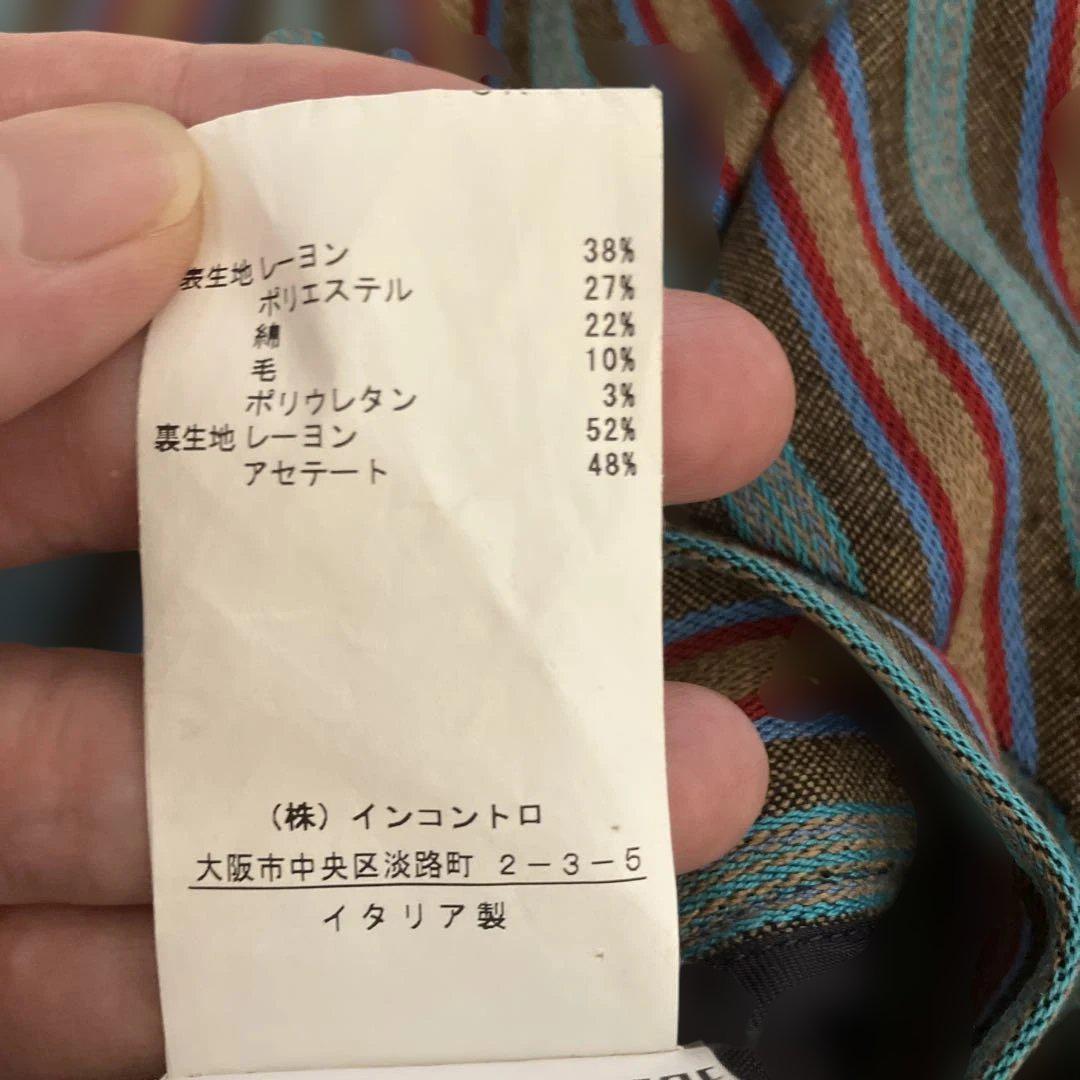 表生地 レーヨン 38%
ポリエステル 27%
綿 22%
毛 10%
ポリウレタン 3%
裏生地 レーヨン 52%
アセテート 48%
（株）インコントロ
大阪市中央区淡路町 2－3－5
イタリア製